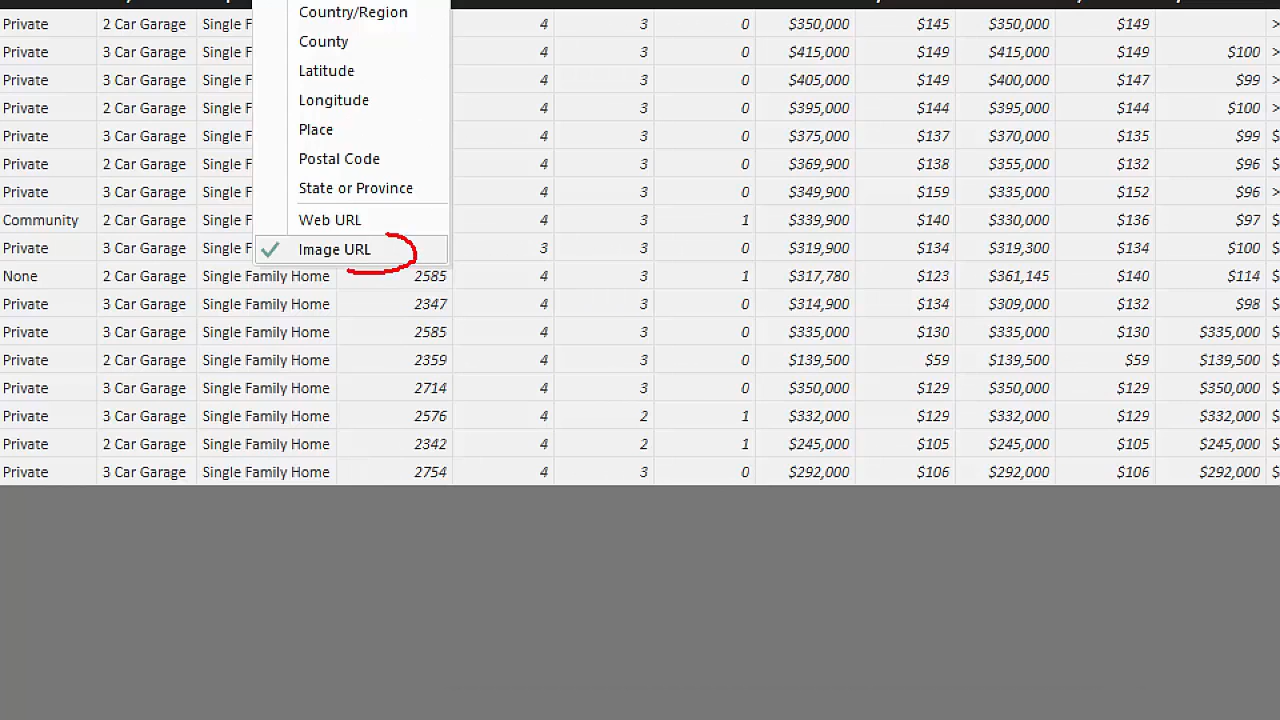 Country/Region
Private 2 Car Garage Single F 4 3 0 $350,000 $145 $350,000 $149 >
County
Private 3 Car Garage Single F 4 3 0 $415,000 $149 $415,000 $149 $100 >
Latitude
Private 3 Car Garage Single F 4 3 0 $405,000 $149 $400,000 $147 $99 >
Longitude
Private 2 Car Garage Single F 4 3 0 $395,000 $144 $395,000 $144 $100 >
Place
Private 3 Car Garage Single F 4 3 0 $375,000 $137 $370,000 $135 $99 $
Postal Code
Private 2 Car Garage Single F 4 3 0 $369,900 $138 $355,000 $132 $96 $
State or Province
Private 3 Car Garage Single F 4 3 0 $349,900 $159 $335,000 $152 $96 >
Community 2 Car Garage Single F Web URL 4 3 1 $339,900 $140 $330,000 $136 $97 $
Private 3 Car Garage Single F Image URL 3 3 0 $319,900 $134 $319,300 $134 $100 $
None 2 Car Garage Single Family Home 2585 4 3 1 $317,780 $123 $361,145 $140 $114 $
Private 3 Car Garage Single Family Home 2347 4 3 0 $314,900 $134 $309,000 $132 $98 $
Private 3 Car Garage Single Family Home 2585 4 3 0 $335,000 $130 $335,000 $130 $335,000 $
Private 2 Car Garage Single Family Home 2359 4 3 0 $139,500 $59 $139,500 $59 $139,500 $
Private 3 Car Garage Single Family Home 2714 4 3 0 $350,000 $129 $350,000 $129 $350,000 $
Private 3 Car Garage Single Family Home 2576 4 2 1 $332,000 $129 $332,000 $129 $332,000 $
Private 2 Car Garage Single Family Home 2342 4 2 1 $245,000 $105 $245,000 $105 $245,000 $
Private 3 Car Garage Single Family Home 2754 4 3 0 $292,000 $106 $292,000 $106 $292,000 $